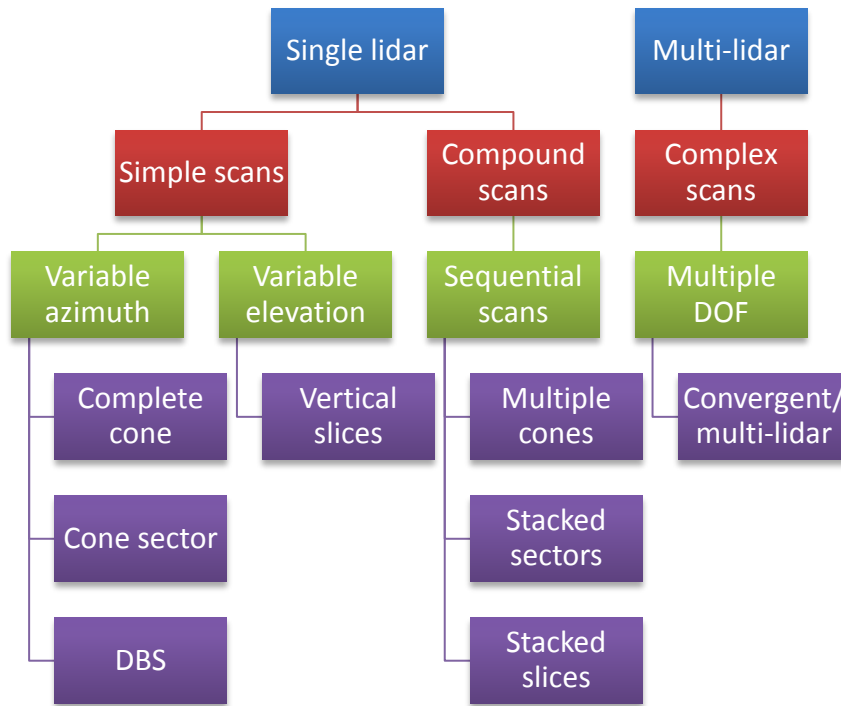 Single lidar
Multi-lidar
Simple scans
Compound
scans
Complex
scans
Variable
azimuth
Variable
elevation
Sequential
scans
Multiple
DOF
Complete
cone
Vertical
slices
Multiple
cones
Convergent/
multi-lidar
Cone sector
Stacked
sectors
DBS
Stacked
slices